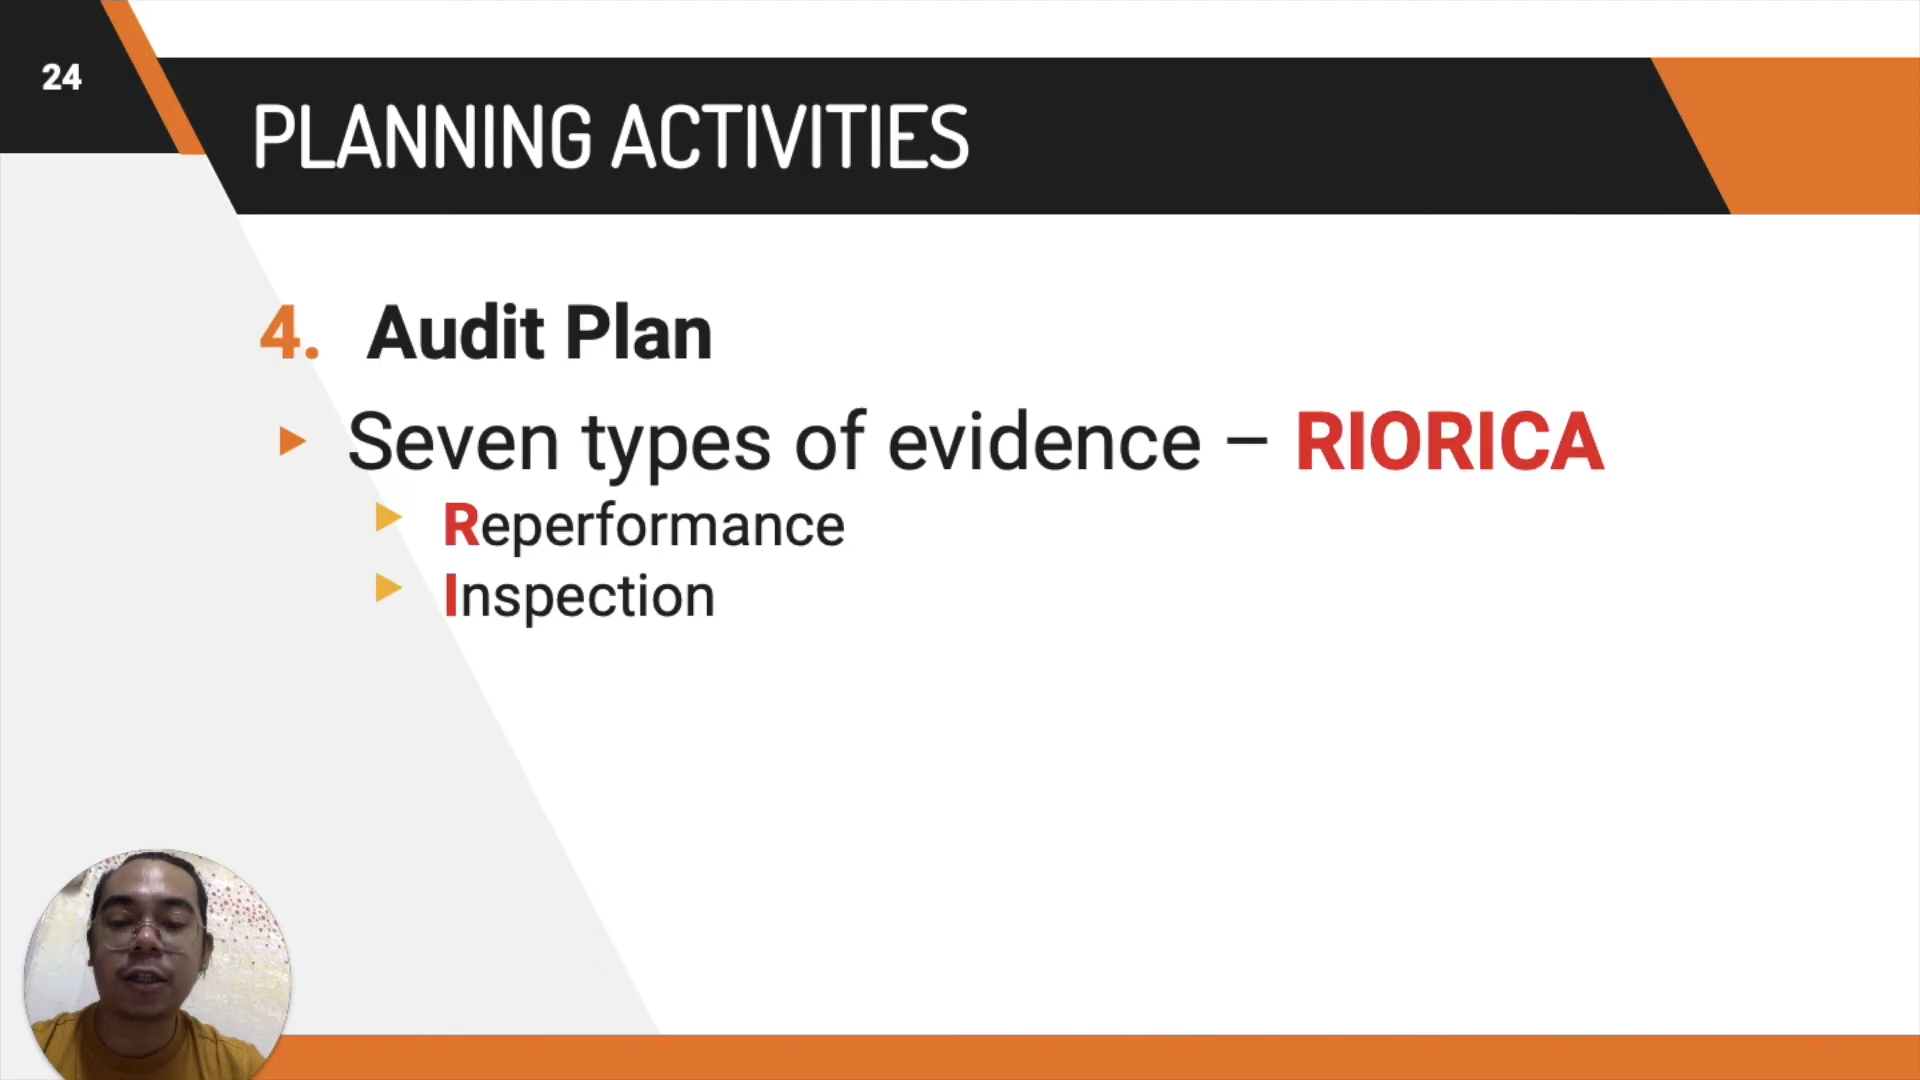 24
PLANNING ACTIVITIES
4. Audit Plan
Seven types of evidence – RIORICA
Reperformance
Inspection